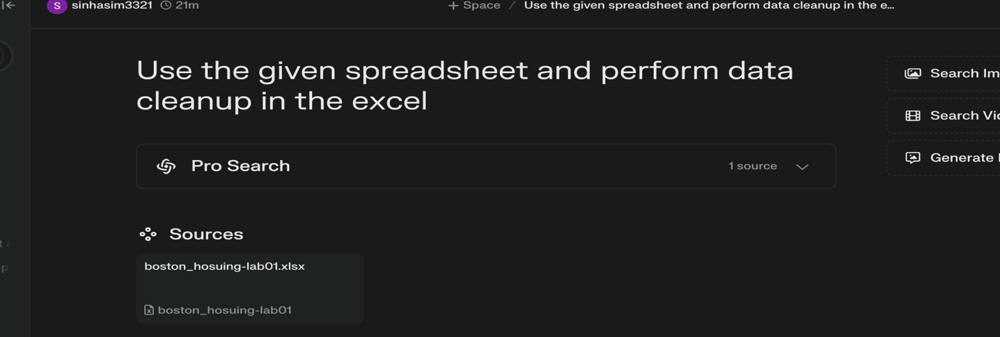 S sinhasim3321 21m
+ Space / Use the given spreadsheet and perform data cleanup in the e...
Use the given spreadsheet and perform data
cleanup in the excel
Search Im
Search Vi
Generate
Pro Search 1 source
Sources
boston_hosuing-lab01.xlsx
boston_hosuing-lab01